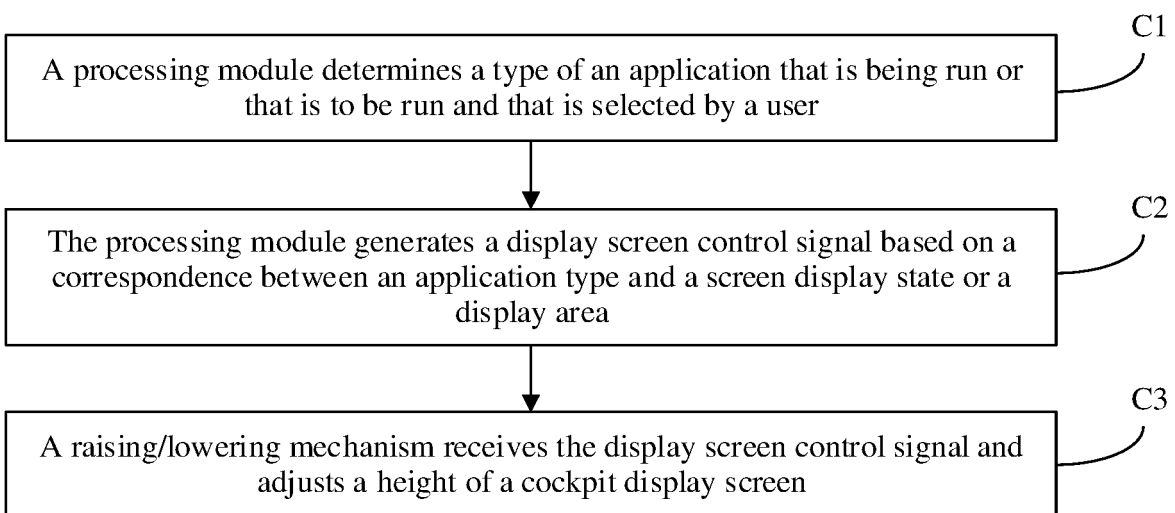 C1
A processing module determines a type of an application that is being run or
that is to be run and that is selected by a user
C2
The processing module generates a display screen control signal based on a
correspondence between an application type and a screen display state or a
display area
C3
A raising/lowering mechanism receives the display screen control signal and
adjusts a height of a cockpit display screen